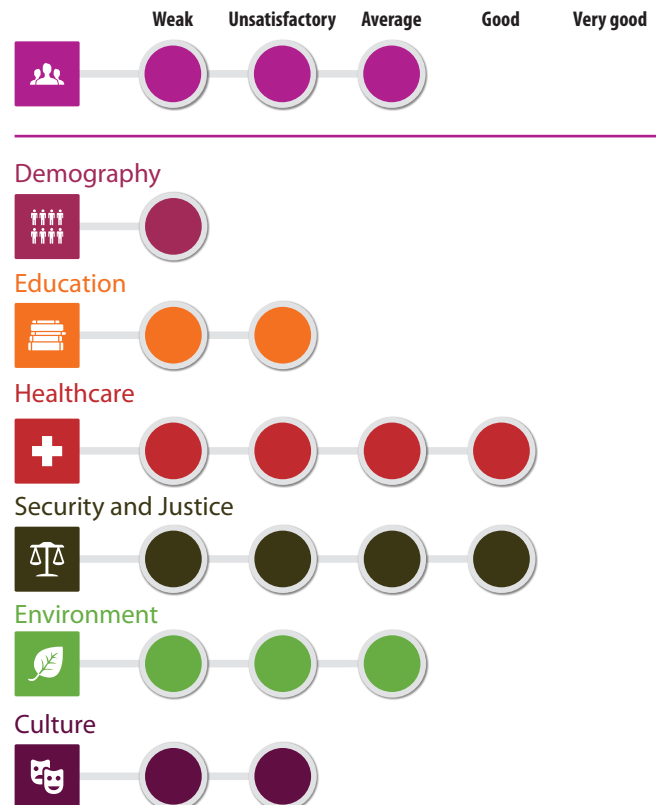 Weak Unsatisfactory Average Good Very good
Demography
Education
Healthcare
Security and Justice
Environment
Culture